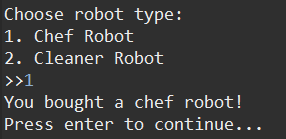 Choose robot type:
1. Chef Robot
2. Cleaner Robot
>>1
You bought a chef robot!
Press enter to continue...